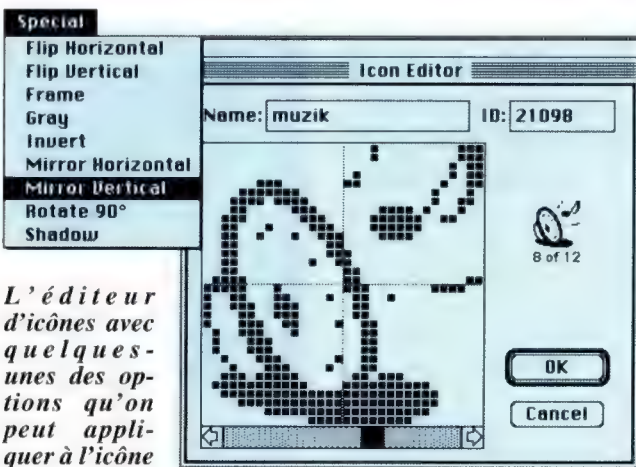 Special
Flip Horizontal
Flip Vertical
Frame
Gray
Invert
Mirror Horizontal
Mirror Vertical
Rotate 90°
Shadow
Icon Editor
Name: muzik
ID: 21098
8 of 12
OK
Cancel
L'éditeur
d'icônes avec
quelques-
unes des op-
tions qu'on
peut appli-
quer à l'icône